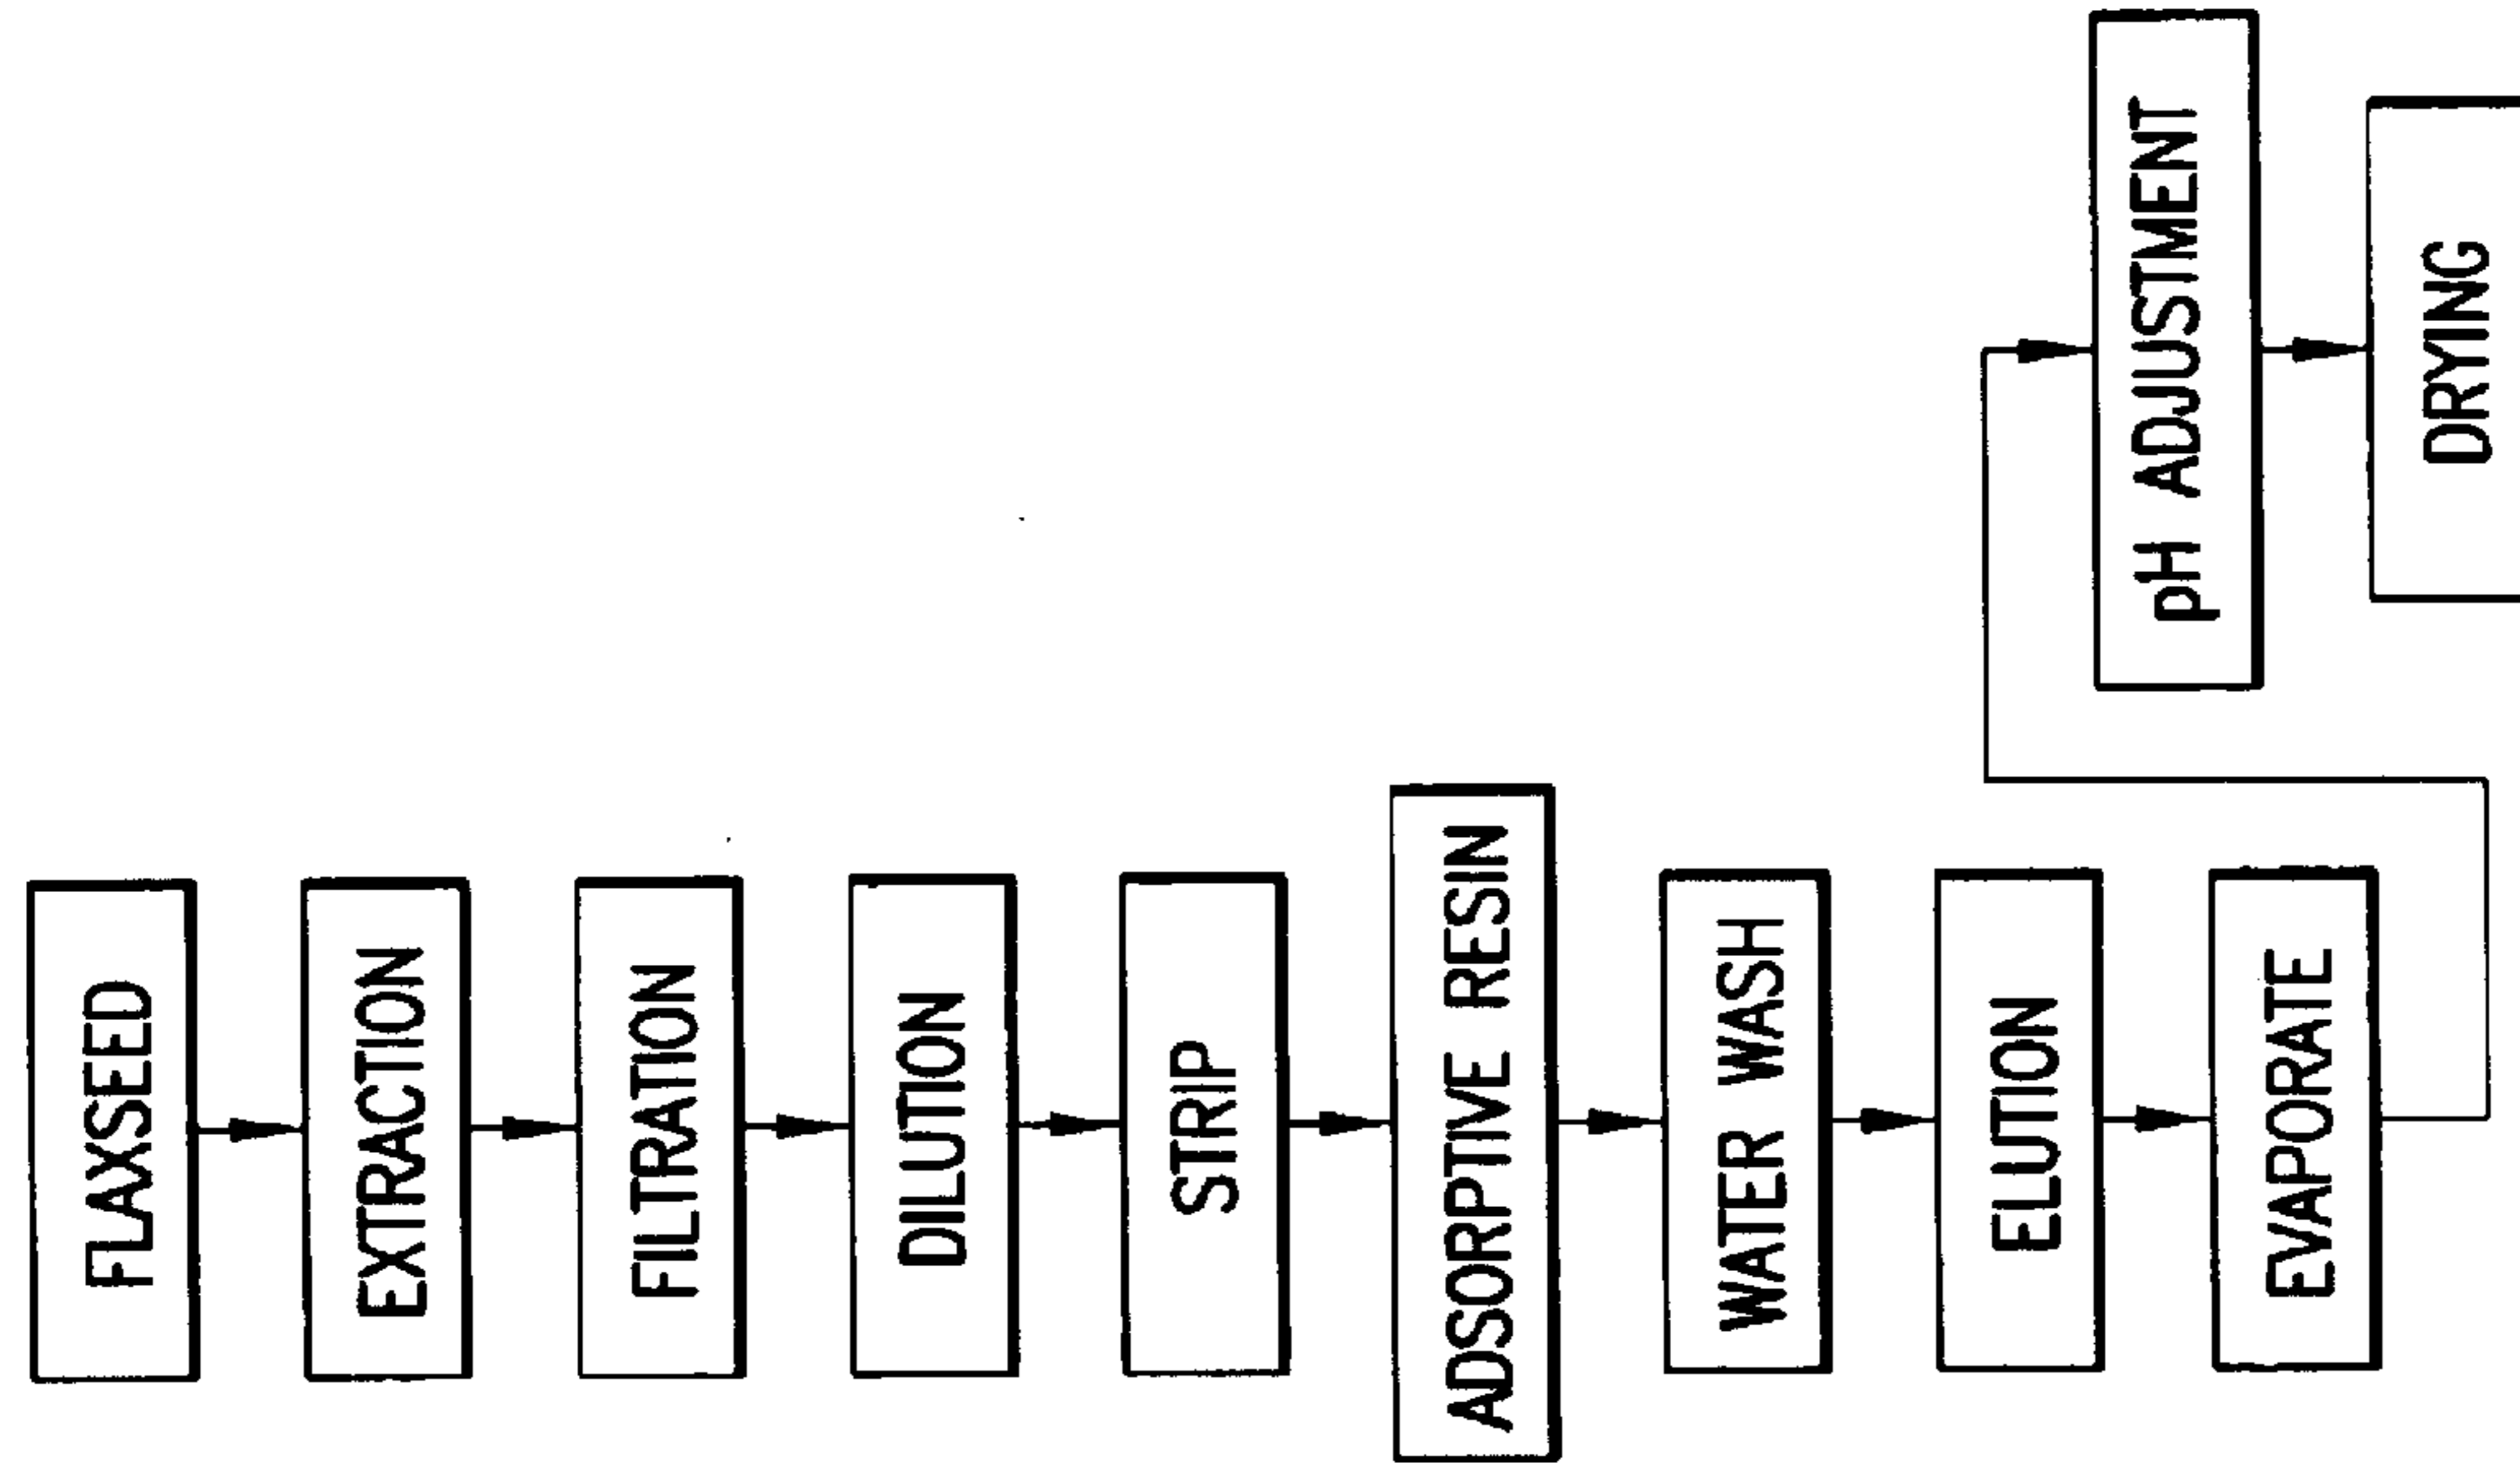 FLAXSEED
EXTRACTION
FILTRATION
DILUTION
STRIP
ADSORPTIVE RESIN
WATER WASH
ELUTION
EVAPORATE
pH ADJUSTMENT
DRYING